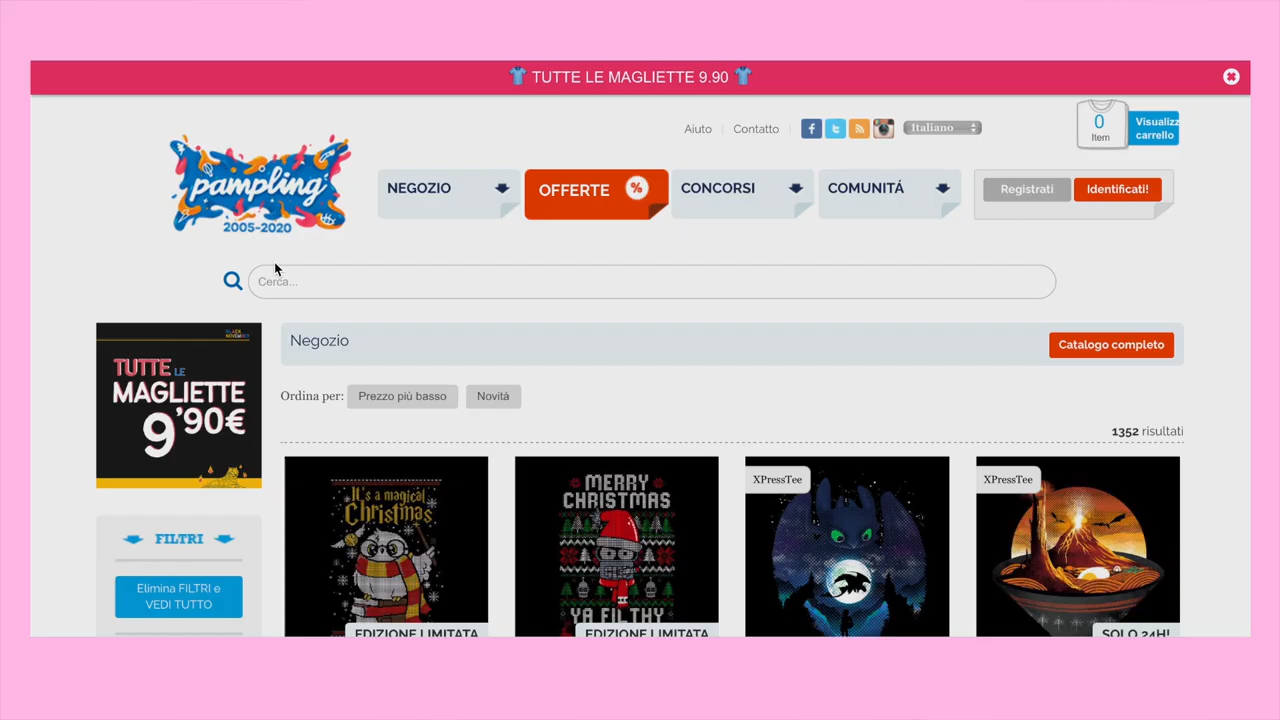 TUTTE LE MAGLIETTE 9.90
Aiuto
Contatto
Italiano
0
Item
Visualizz
carrello
pampling
2005-2020
NEGOZIO
OFFERTE %
CONCORSI
COMUNITÁ
Registrati
Identificati!
Cerca...
BLACK
NOVEMBER
TUTTE LE
MAGLIETTE
9'90€
Negozio
Catalogo completo
Ordina per:
Prezzo più basso
Novità
1352 risultati
FILTRI
Elimina FILTRI e
VEDI TUTTO
It's a magical
Christmas
EDIZIONE LIMITATA
MERRY
CHRISTMAS
YA FILTHY
EDIZIONE LIMITATA
XPressTee
XPressTee
SOLO 24H!